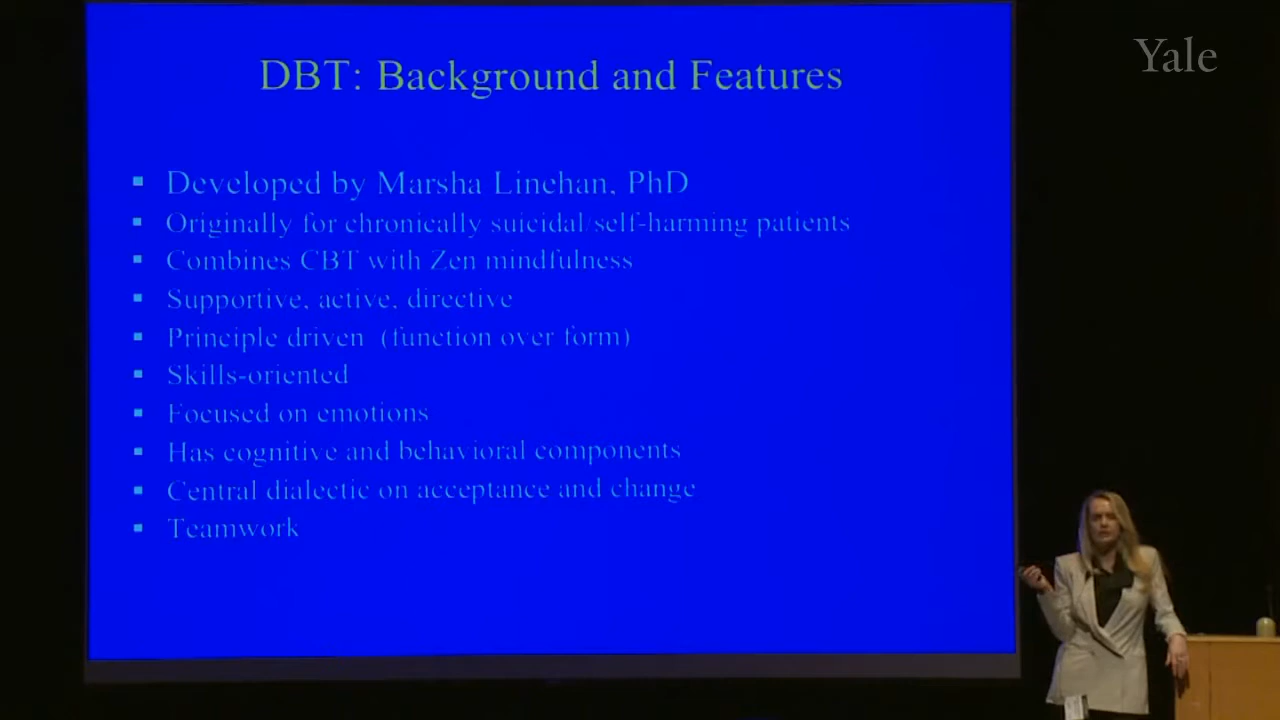 Yale
DBT: Background and Features
Developed by Marsha Linehan, PhD
Originally for chronically suicidal/self-harming patients
Combines CBT with Zen mindfulness
Supportive, active, directive
Principle driven (function over form)
Skills-oriented
Focused on emotions
Has cognitive and behavioral components
Central dialectic on acceptance and change
Teamwork